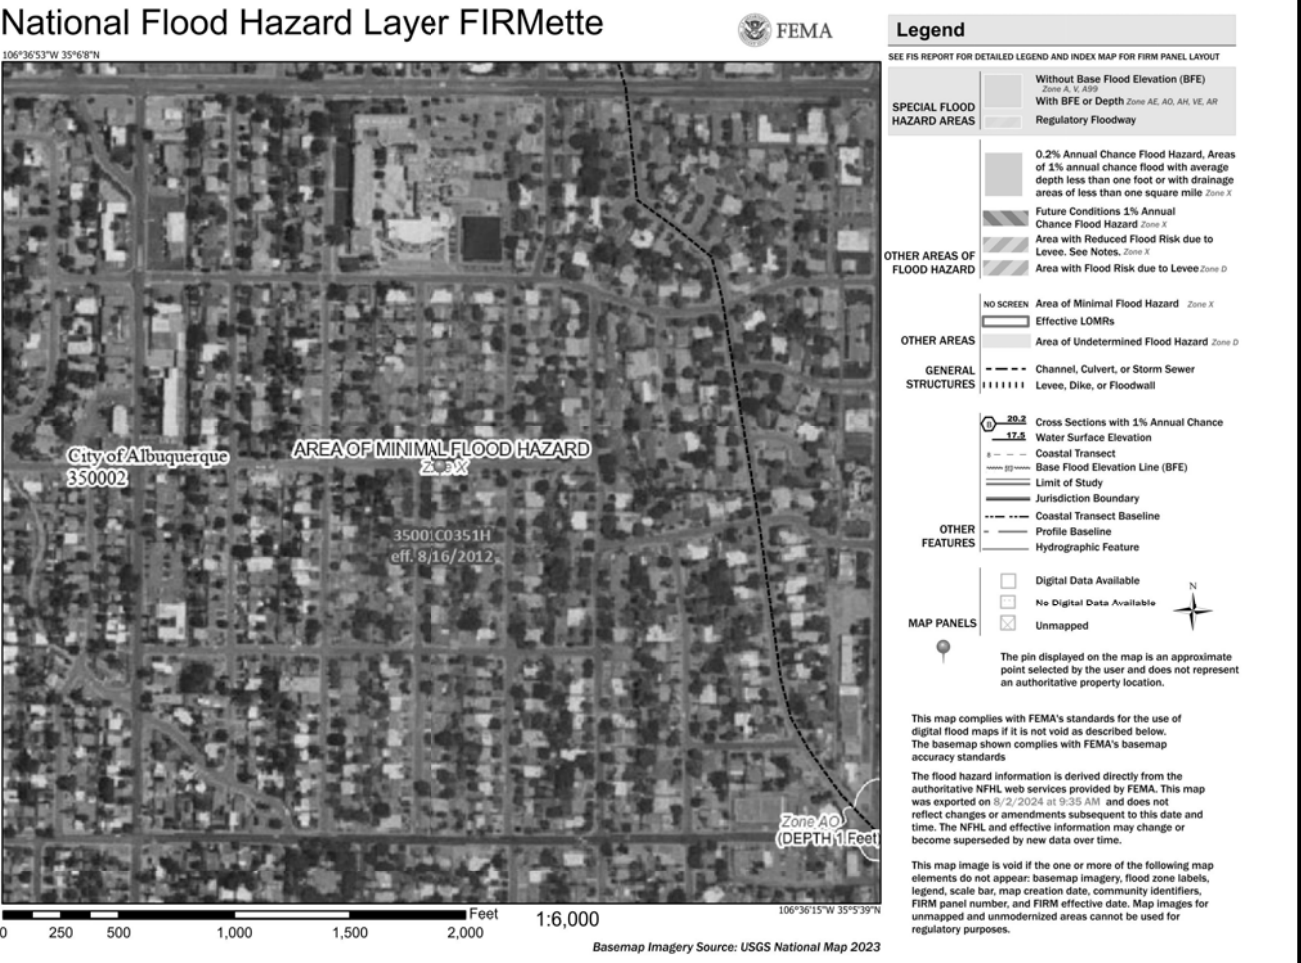 National Flood Hazard Layer FIRMette
FEMA
106°36'53"W 35°6'8"N
City of Albuquerque
350002
AREA OF MINIMAL FLOOD HAZARD
Zone X
35001C0351H
eff. 8/16/2012
Zone AO
(DEPTH 1 Feet)
Feet
0 250 500 1,000 1,500 2,000
1:6,000
106°36'15"W 35°5'39"N
Basemap Imagery Source: USGS National Map 2023
Legend
SEE FIS REPORT FOR DETAILED LEGEND AND INDEX MAP FOR FIRM PANEL LAYOUT
SPECIAL FLOOD
HAZARD AREAS
Without Base Flood Elevation (BFE)
Zone A, V, A99
With BFE or Depth Zone AE, AO, AH, VE, AR
Regulatory Floodway
OTHER AREAS OF
FLOOD HAZARD
0.2% Annual Chance Flood Hazard, Areas
of 1% annual chance flood with average
depth less than one foot or with drainage
areas of less than one square mile Zone X
Future Conditions 1% Annual
Chance Flood Hazard Zone X
Area with Reduced Flood Risk due to
Levee. See Notes. Zone X
Area with Flood Risk due to Levee Zone D
OTHER AREAS
NO SCREEN Area of Minimal Flood Hazard Zone X
Effective LOMRs
Area of Undetermined Flood Hazard Zone D
GENERAL
STRUCTURES
Channel, Culvert, or Storm Sewer
Levee, Dike, or Floodwall
OTHER
FEATURES
B 20.2 Cross Sections with 1% Annual Chance
17.5 Water Surface Elevation
8 Coastal Transect
513 Base Flood Elevation Line (BFE)
Limit of Study
Jurisdiction Boundary
Coastal Transect Baseline
Profile Baseline
Hydrographic Feature
MAP PANELS
Digital Data Available
No Digital Data Available
Unmapped
N
The pin displayed on the map is an approximate
point selected by the user and does not represent
an authoritative property location.
This map complies with FEMA's standards for the use of
digital flood maps if it is not void as described below.
The basemap shown complies with FEMA's basemap
accuracy standards
The flood hazard information is derived directly from the
authoritative NFHL web services provided by FEMA. This map
was exported on 8/2/2024 at 9:35 AM and does not
reflect changes or amendments subsequent to this date and
time. The NFHL and effective information may change or
become superseded by new data over time.
This map image is void if the one or more of the following map
elements do not appear: basemap imagery, flood zone labels,
legend, scale bar, map creation date, community identifiers,
FIRM panel number, and FIRM effective date. Map images for
unmapped and unmodernized areas cannot be used for
regulatory purposes.